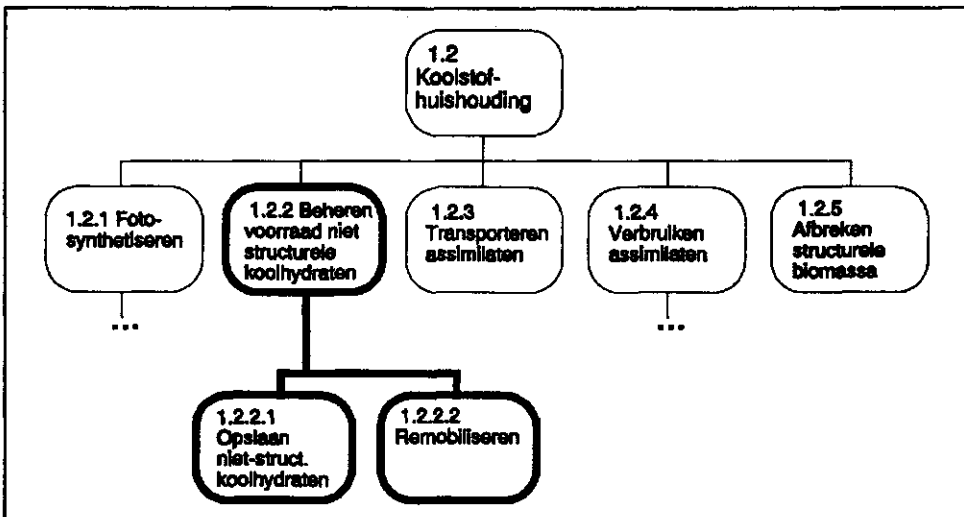 1.2
Koolstof-
huishouding
1.2.1 Foto-
synthetiseren
1.2.2 Beheren
voorraad niet
structurele
koolhydraten
1.2.3
Transporteren
assimilaten
1.2.4
Verbruiken
assimilaten
1.2.5
Afbreken
structurele
biomassa
...
...
1.2.2.1
Opslaan
niet-struct.
koolhydraten
1.2.2.2
Remobiliseren